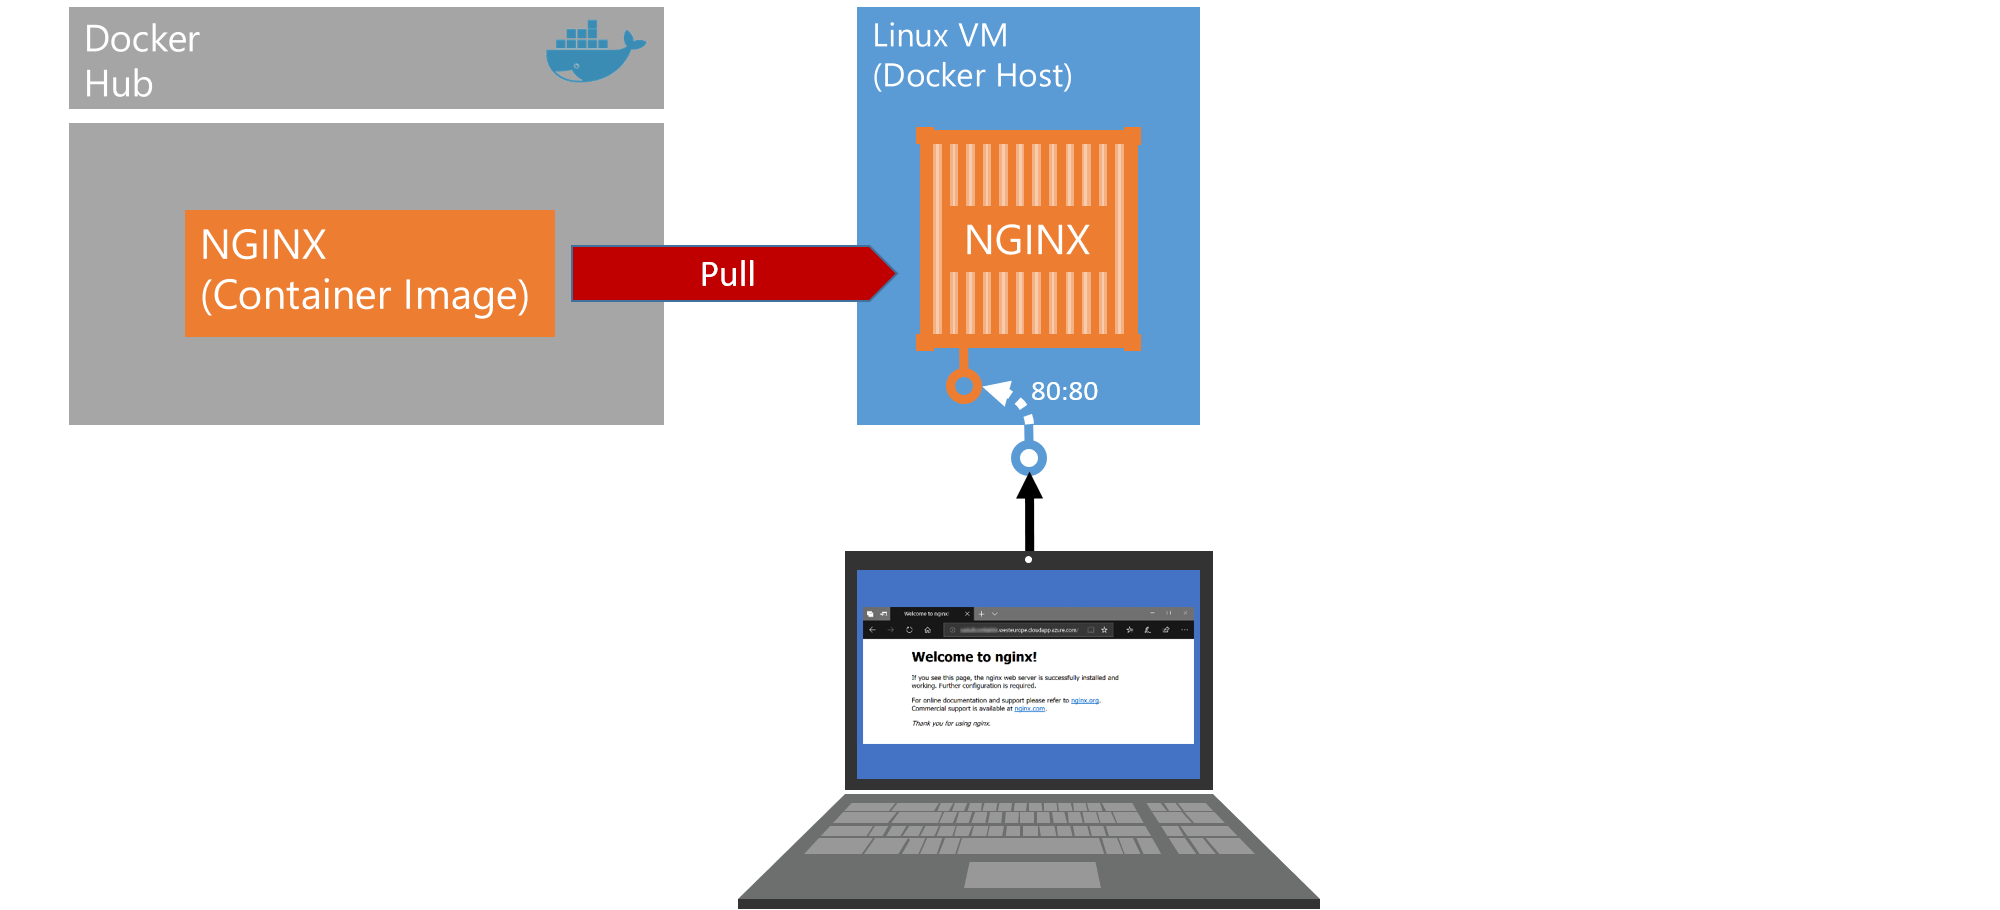 Docker
Hub
Linux VM
(Docker Host)
NGINX
(Container Image)
Pull
NGINX
80:80
Welcome to nginx!
.westeurope.cloudapp.azure.com/
Welcome to nginx!
If you see this page, the nginx web server is successfully installed and
working. Further configuration is required.
For online documentation and support please refer to nginx.org.
Commercial support is available at nginx.com.
Thank you for using nginx.